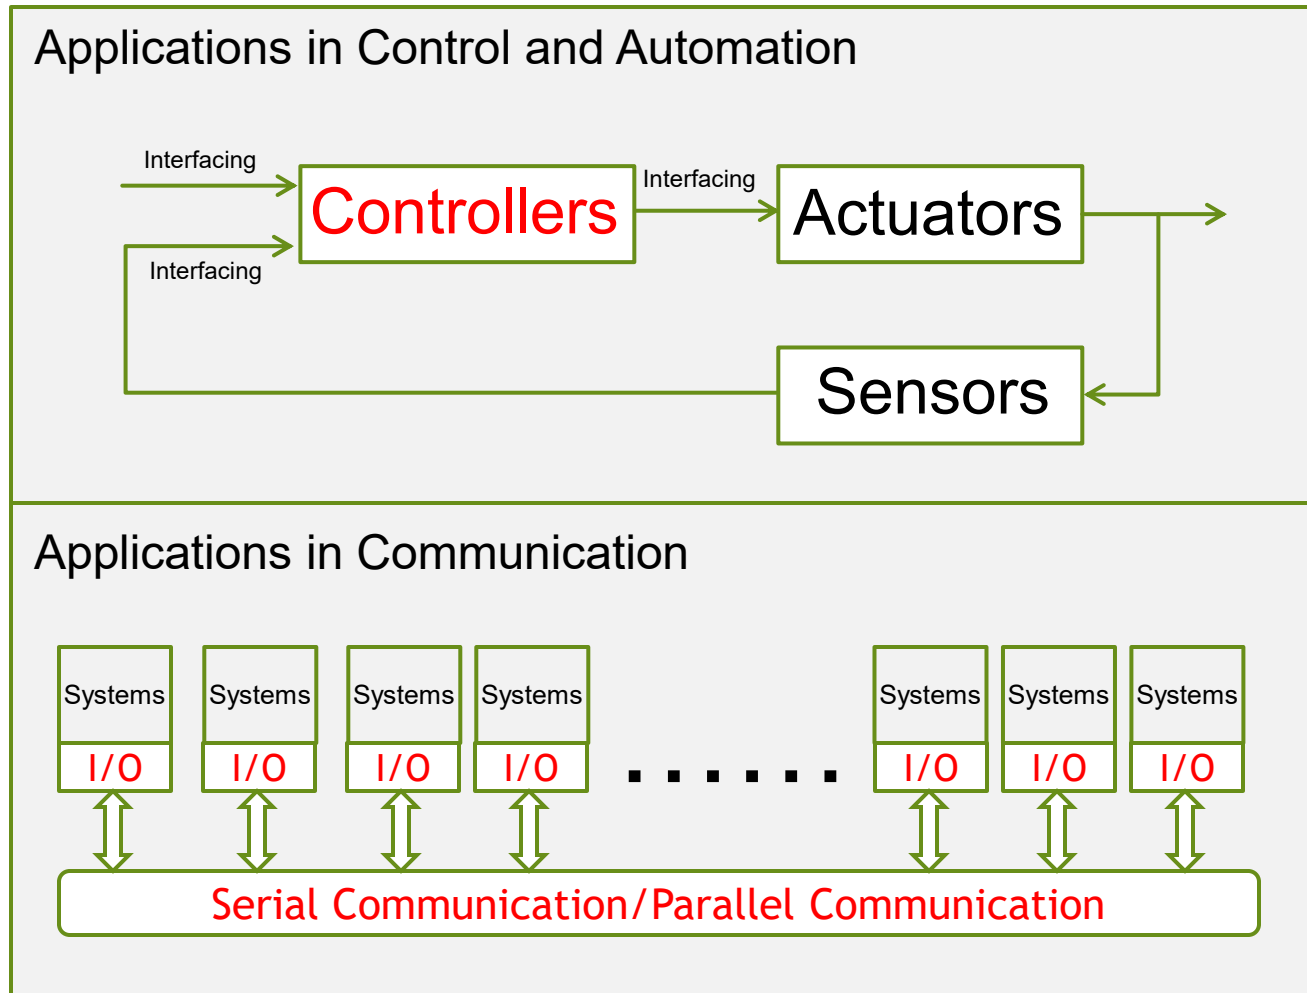 Applications in Control and Automation
Interfacing
Controllers
Interfacing
Actuators
Interfacing
Sensors
Applications in Communication
Systems Systems Systems Systems Systems Systems Systems
I/O I/O I/O I/O ...... I/O I/O I/O
Serial Communication/Parallel Communication